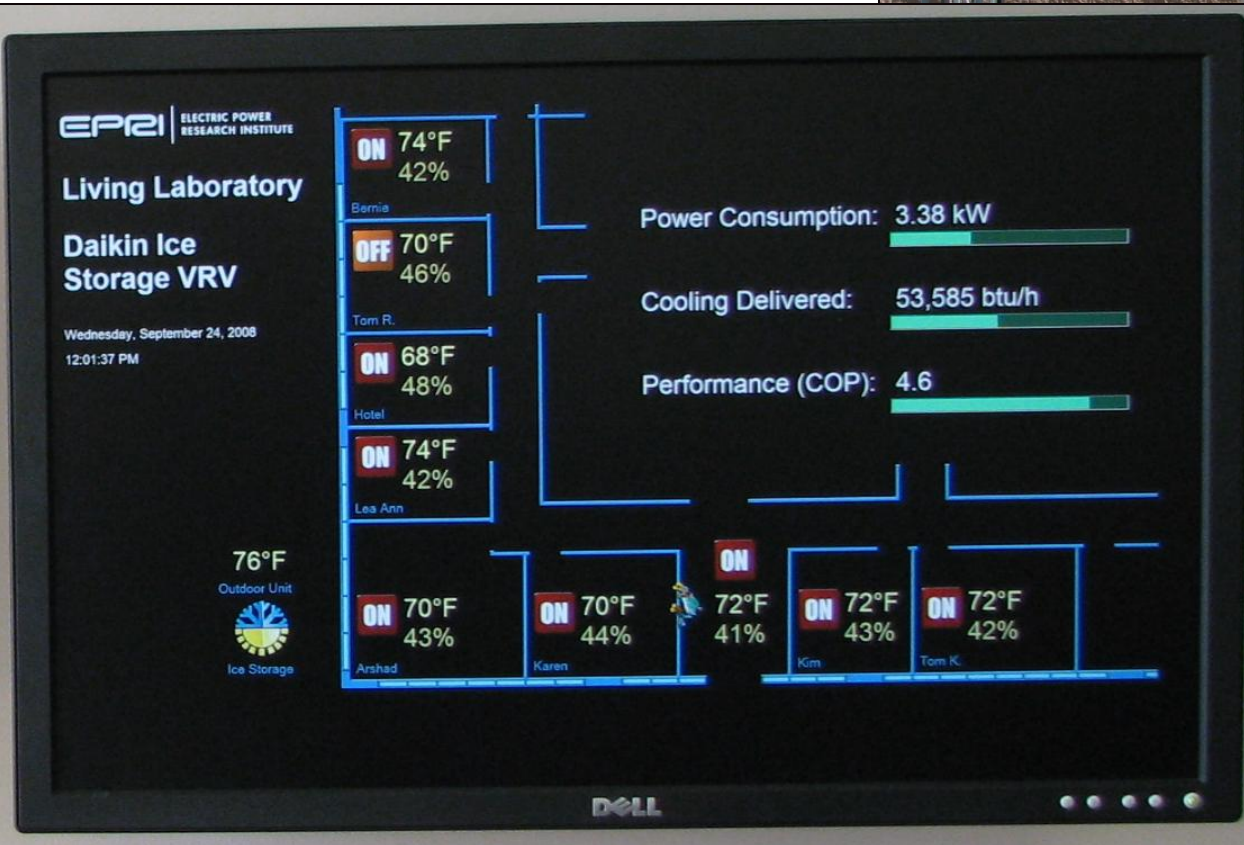 EPRI
ELECTRIC POWER
RESEARCH INSTITUTE
Living Laboratory
Daikin Ice
Storage VRV
Wednesday, September 24, 2008
12:01:37 PM
ON 74°F
42%
Bernie
OFF 70°F
46%
Tom R.
ON 68°F
48%
Hotel
ON 74°F
42%
Lea Ann
Power Consumption: 3.38 kW
Cooling Delivered: 53,585 btu/h
Performance (COP): 4.6
76°F
Outdoor Unit
Ice Storage
ON 70°F
43%
Arshad
ON 70°F
44%
Karen
ON
72°F
41%
ON 72°F
43%
Kim
ON 72°F
42%
Tom K.
DELL